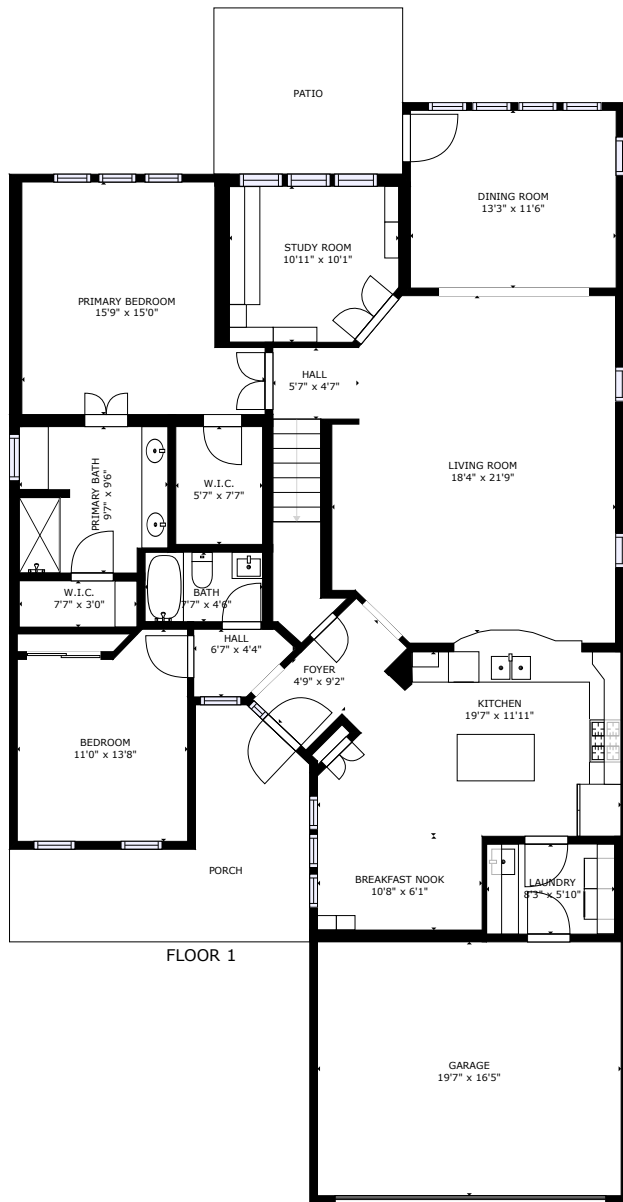 PATIO
DINING ROOM
13'3" x 11'6"
STUDY ROOM
10'11" x 10'1"
PRIMARY BEDROOM
15'9" x 15'0"
HALL
5'7" x 4'7"
LIVING ROOM
18'4" x 21'9"
PRIMARY BATH
9'7" x 9'6"
W.I.C.
5'7" x 7'7"
W.I.C.
7'7" x 3'0"
BATH
7'7" x 4'6"
HALL
6'7" x 4'4"
FOYER
4'9" x 9'2"
KITCHEN
19'7" x 11'11"
BEDROOM
11'0" x 13'8"
PORCH
BREAKFAST NOOK
10'8" x 6'1"
LAUNDRY
8'3" x 5'10"
FLOOR 1
GARAGE
19'7" x 16'5"